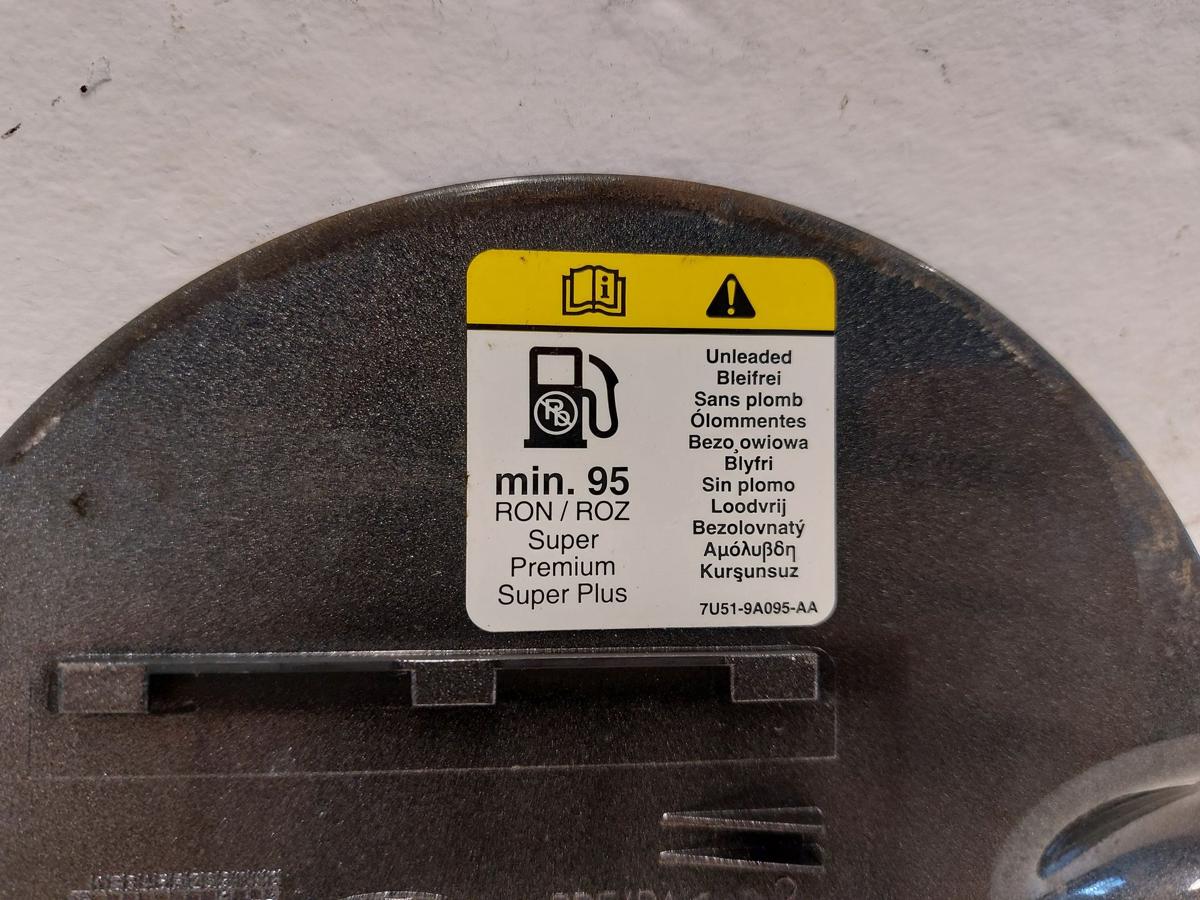 Pb
min. 95
RON / ROZ
Super
Premium
Super Plus
Unleaded
Bleifrei
Sans plomb
Ólommentes
Bezo¸owiowa
Blyfri
Sin plomo
Loodvrij
Bezolovnatý
Αμόλυβδη
Kurşunsuz
7U51-9A095-AA